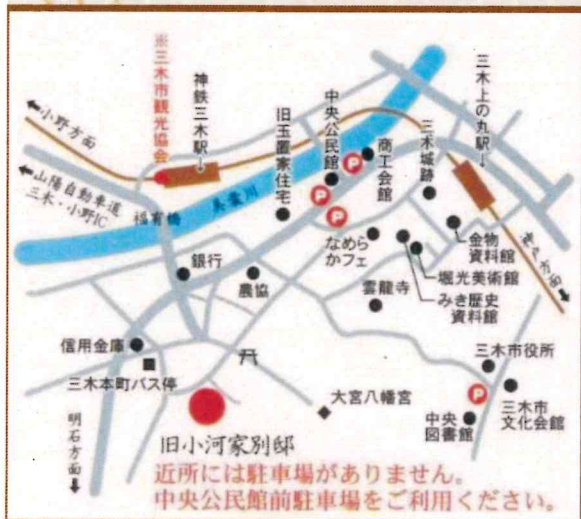 ※三木市観光協会
神鉄三木駅
←小野方面
←山陽自動車道
三木・小野IC
福有橋
美嚢川
旧玉置家住宅
中央公民館
P
商工会館
三木城跡
三木上の丸駅
P
P
なめら
かフェ
金物
資料館
堀光美術館
みき歴史
資料館
神戸方面→
銀行
農協
雲龍寺
信用金庫
三木本町バス停
明石方面→
大宮八幡宮
三木市役所
P
三木市
文化会館
中央
図書館
旧小河家別邸
近所には駐車場がありません。
中央公民館前駐車場をご利用ください。